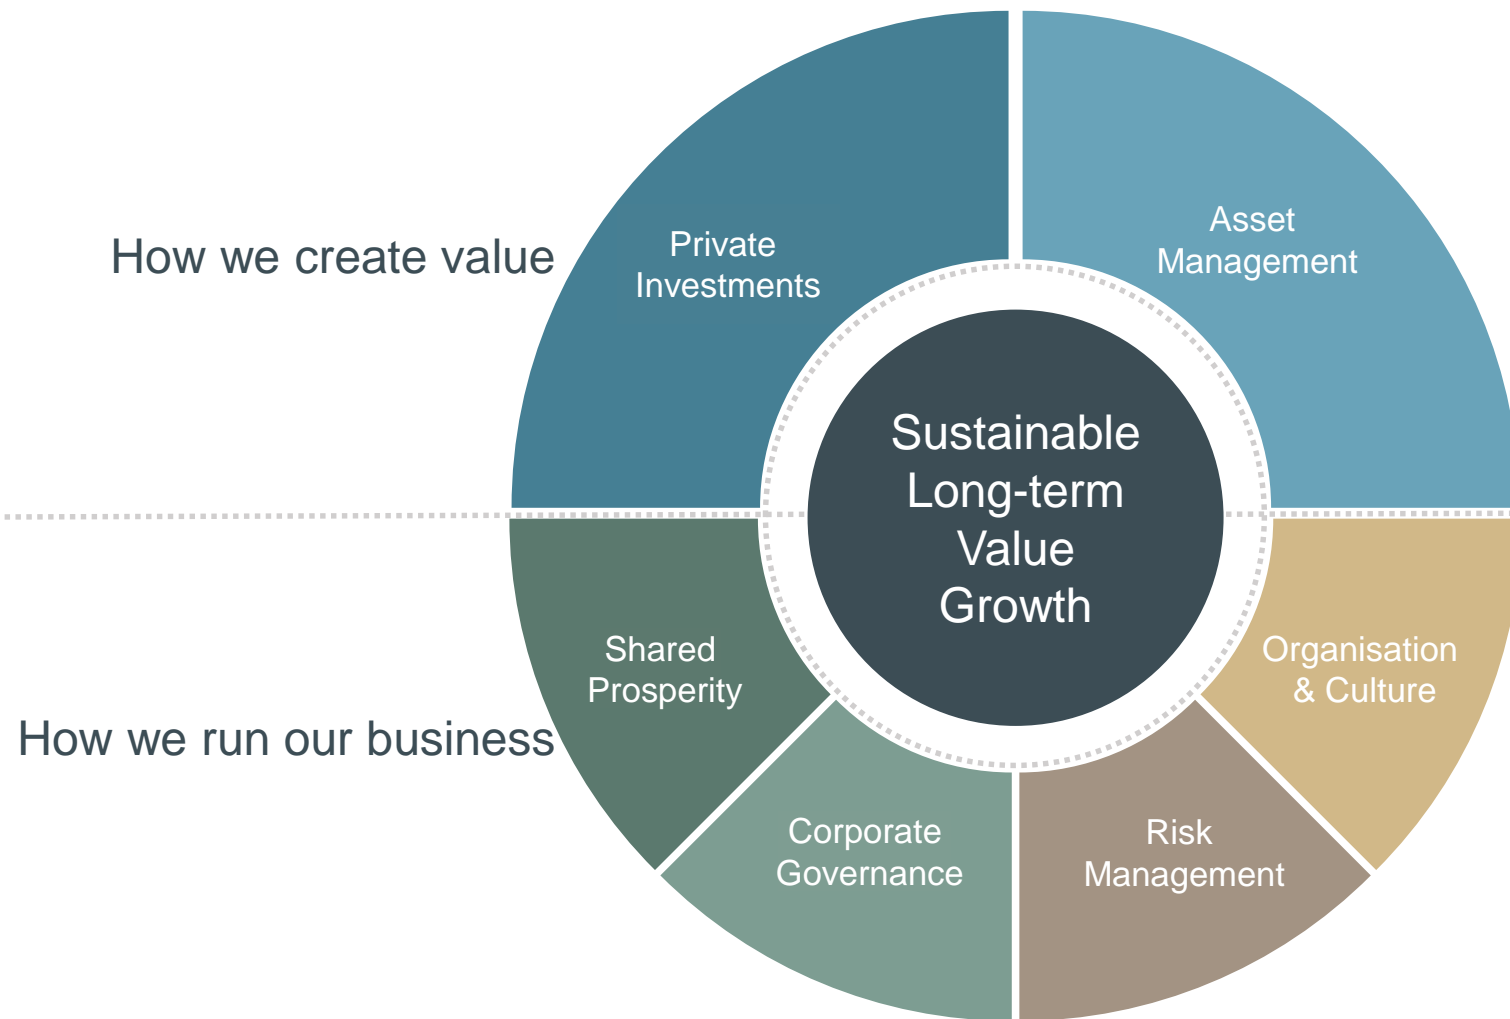 How we create value
Private
Investments
Asset
Management
Sustainable
Long-term
Value
Growth
How we run our business
Shared
Prosperity
Corporate
Governance
Risk
Management
Organisation
& Culture